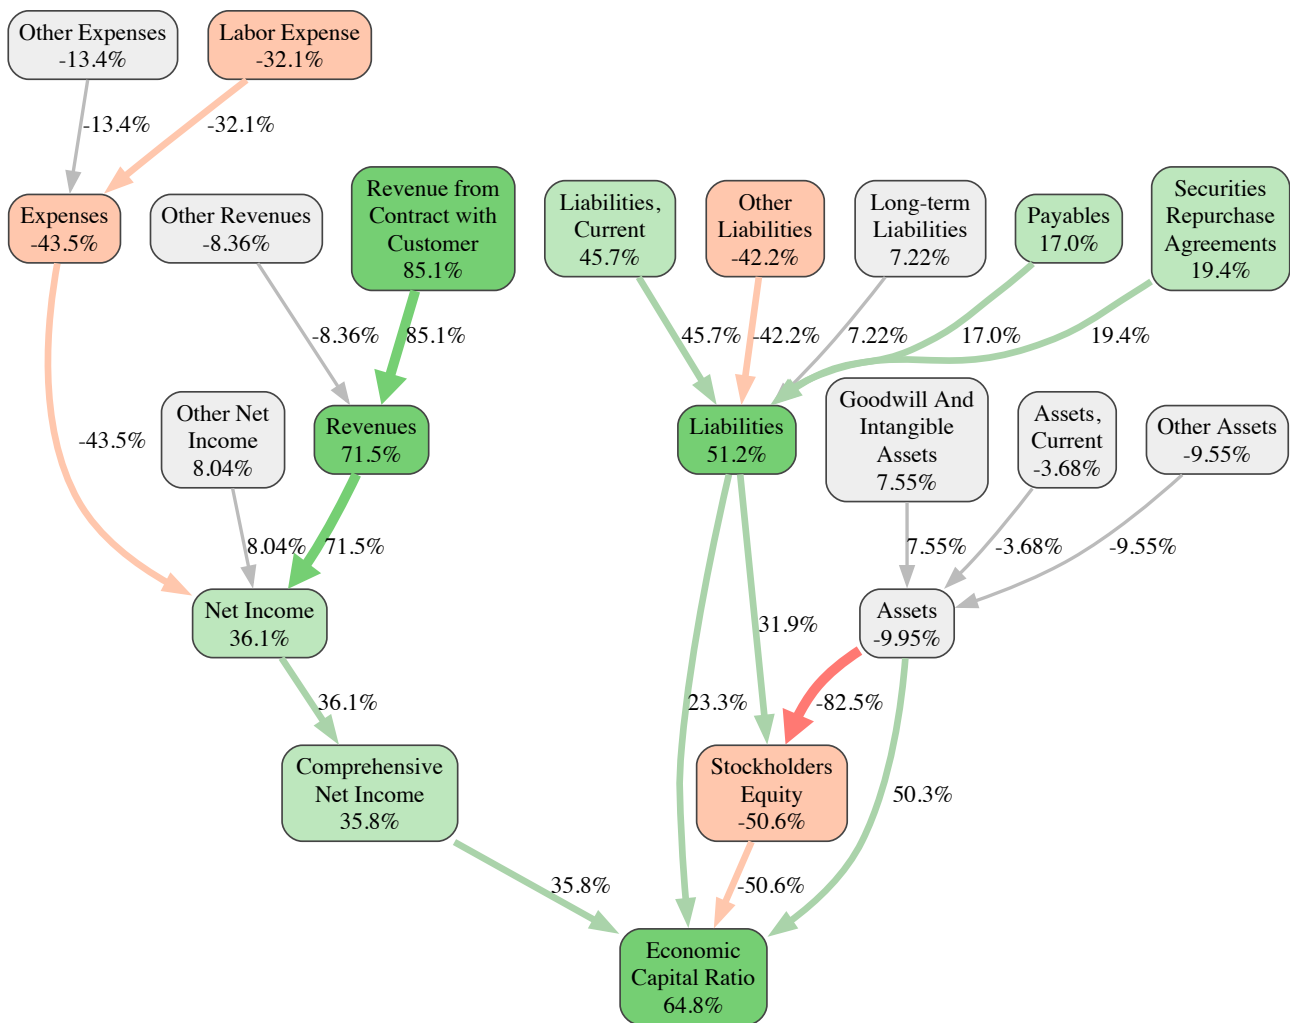 Other Expenses
-13.4%
Labor Expense
-32.1%
-13.4%
-32.1%
Expenses
-43.5%
Other Revenues
-8.36%
Revenue from
Contract with
Customer
85.1%
Liabilities,
Current
45.7%
Other
Liabilities
-42.2%
Long-term
Liabilities
7.22%
Payables
17.0%
Securities
Repurchase
Agreements
19.4%
-8.36%
85.1%
45.7%
-42.2%
7.22%
17.0%
19.4%
-43.5%
Other Net
Income
8.04%
Revenues
71.5%
Liabilities
51.2%
Goodwill And
Intangible
Assets
7.55%
Assets,
Current
-3.68%
Other Assets
-9.55%
8.04%
71.5%
7.55%
-3.68%
-9.55%
Net Income
36.1%
31.9%
Assets
-9.95%
36.1%
23.3%
-82.5%
Comprehensive
Net Income
35.8%
Stockholders
Equity
-50.6%
50.3%
35.8%
-50.6%
Economic
Capital Ratio
64.8%